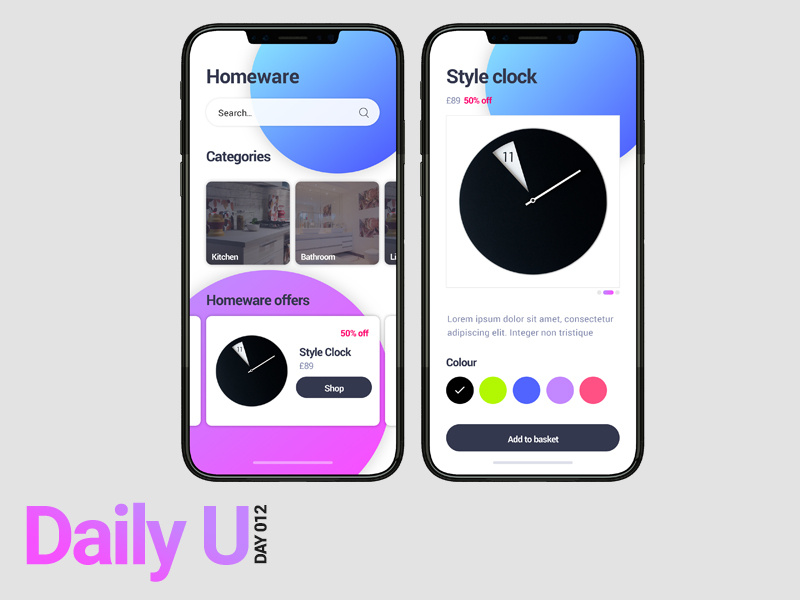 Homeware
Search..
Categories
Kitchen
Bathroom
Li
Homeware offers
50% off
11
Style Clock
£89
Shop
Style clock
£89 50% off
11
Lorem ipsum dolor sit amet, consectetur
adipiscing elit. Integer non tristique
Colour
Add to basket
Daily U
DAY 012